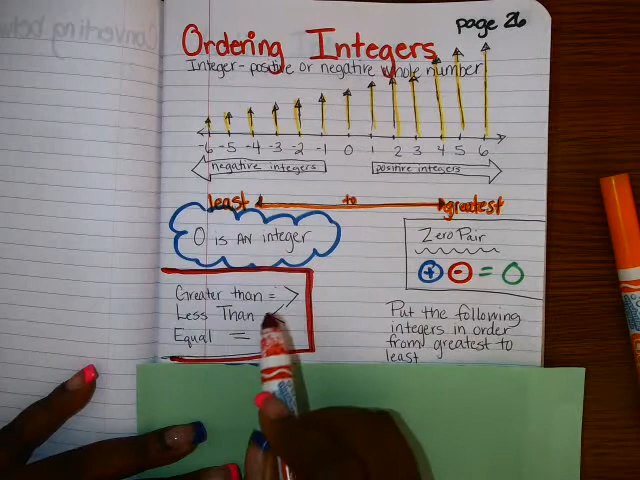 page 26
Ordering Integers
Integer- positive or negative whole number
-6 -5 -4 -3 -2 -1 0 1 2 3 4 5 6
negative integers positive integers
least to greatest
0 IS AN integer
Zero Pair
+ - = 0
Greater than = >
Less Than
Equal =
Put the following
integers in order
from greatest to
least
Converting